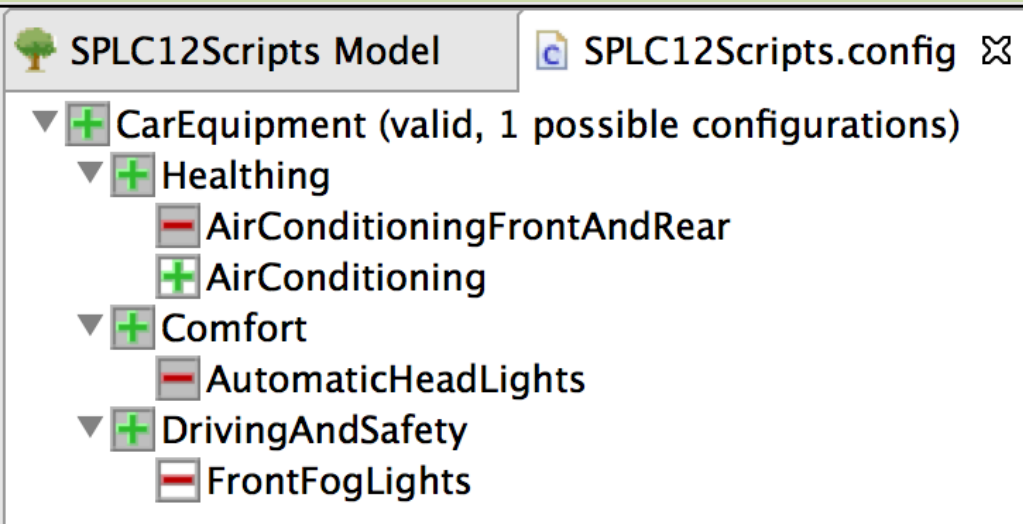 SPLC12Scripts Model
SPLC12Scripts.config
CarEquipment (valid, 1 possible configurations)
Healthing
AirConditioningFrontAndRear
AirConditioning
Comfort
AutomaticHeadLights
DrivingAndSafety
FrontFogLights